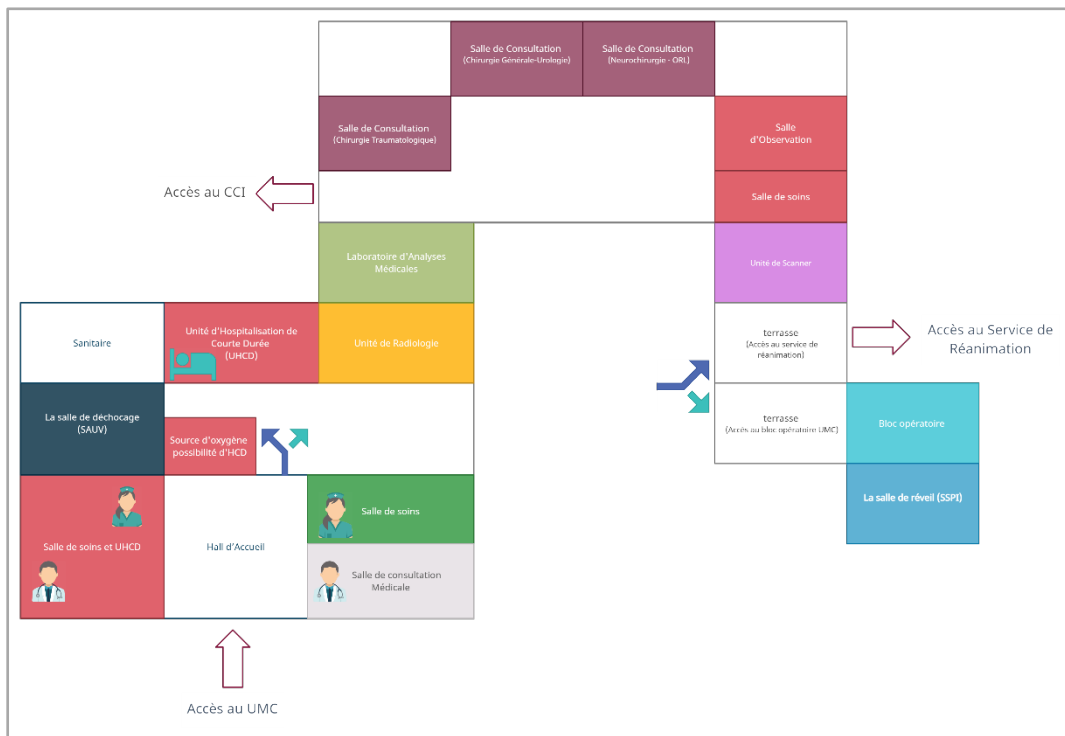 Salle de Consultation
(Chirurgie Générale-Urologie)
Salle de Consultation
(Neurochirurgie - ORL)
Salle de Consultation
(Chirurgie Traumatologique)
Salle
d'Observation
Accès au CCI
Salle de soins
Laboratoire d'Analyses
Médicales
Unité de Scanner
Sanitaire
Unité d'Hospitalisation de
Courte Durée
(UHCD)
Unité de Radiologie
terrasse
(Accès au service de
réanimation)
Accès au Service de
Réanimation
La salle de déchocage
(SAUV)
Source d'oxygène
possibilité d'HCD
terrasse
(Accès au bloc opératoire UMC)
Bloc opératoire
La salle de réveil (SSPI)
Salle de soins
Salle de soins et UHCD
Hall d'Accueil
Salle de consultation
Médicale
Accès au UMC